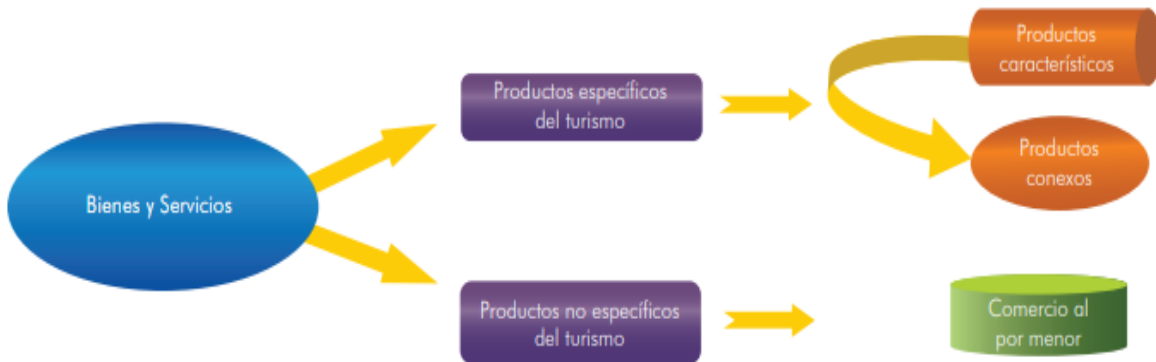 Bienes y Servicios
Productos específicos
del turismo
Productos
característicos
Productos
conexos
Productos no específicos
del turismo
Comercio al
por menor